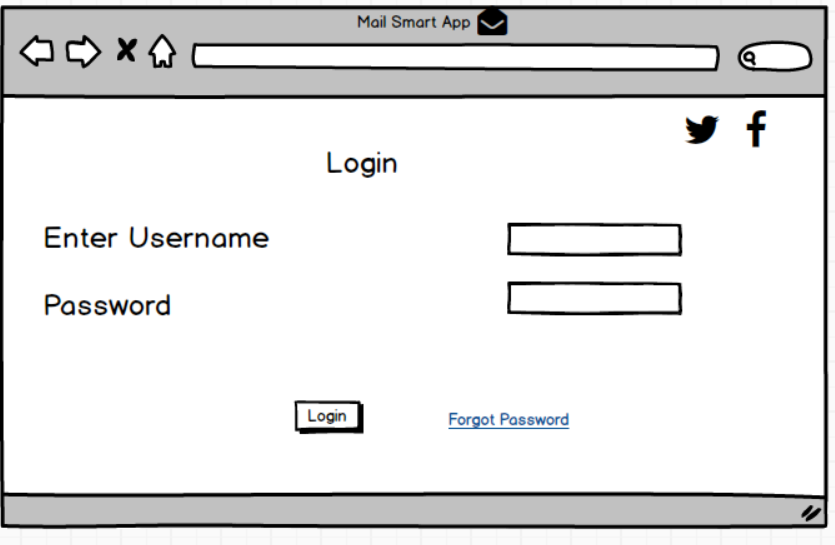 Mail Smart App
Login
Enter Username
Password
Login
Forgot Password